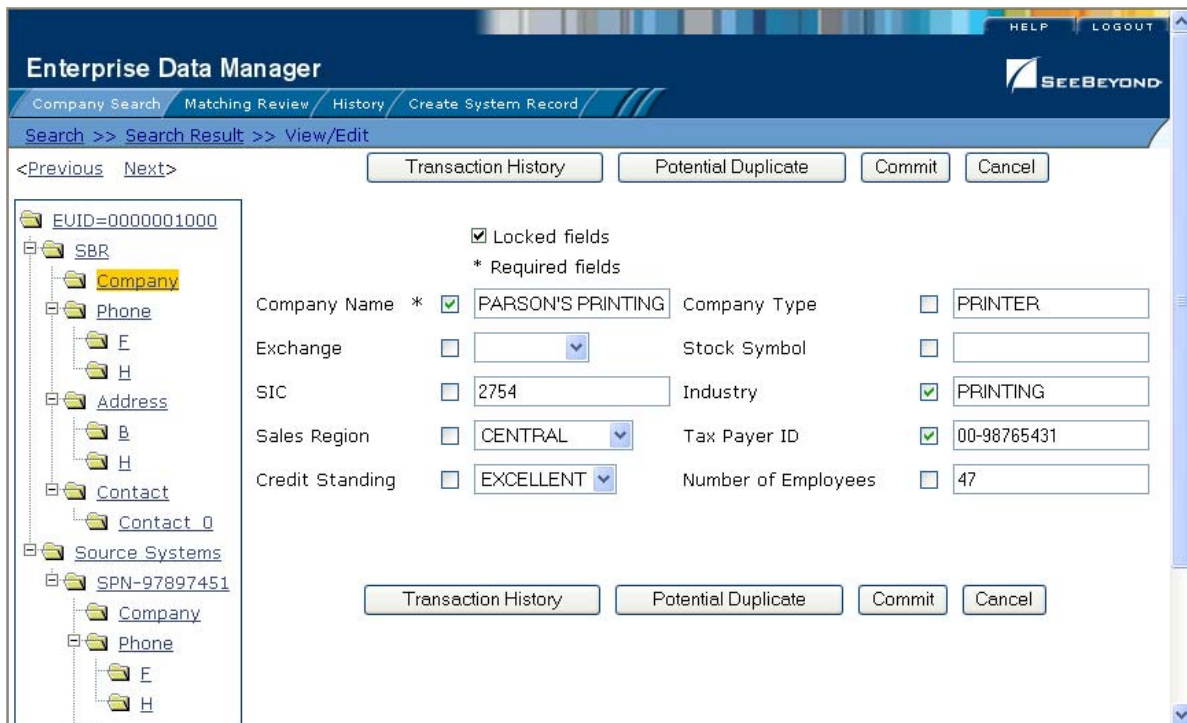 HELP LOGOUT
Enterprise Data Manager
SEEBEYOND
Company Search Matching Review History Create System Record
Search >> Search Result >> View/Edit
<Previous Next>
Transaction History Potential Duplicate Commit Cancel
EUID=0000001000
SBR
Company
Phone
F
H
Address
B
H
Contact
Contact_0
Source Systems
SPN-97897451
Company
Phone
F
H
Locked fields
* Required fields
Company Name * PARSON'S PRINTING Company Type PRINTER
Exchange Stock Symbol
SIC 2754 Industry PRINTING
Sales Region CENTRAL Tax Payer ID 00-98765431
Credit Standing EXCELLENT Number of Employees 47
Transaction History Potential Duplicate Commit Cancel